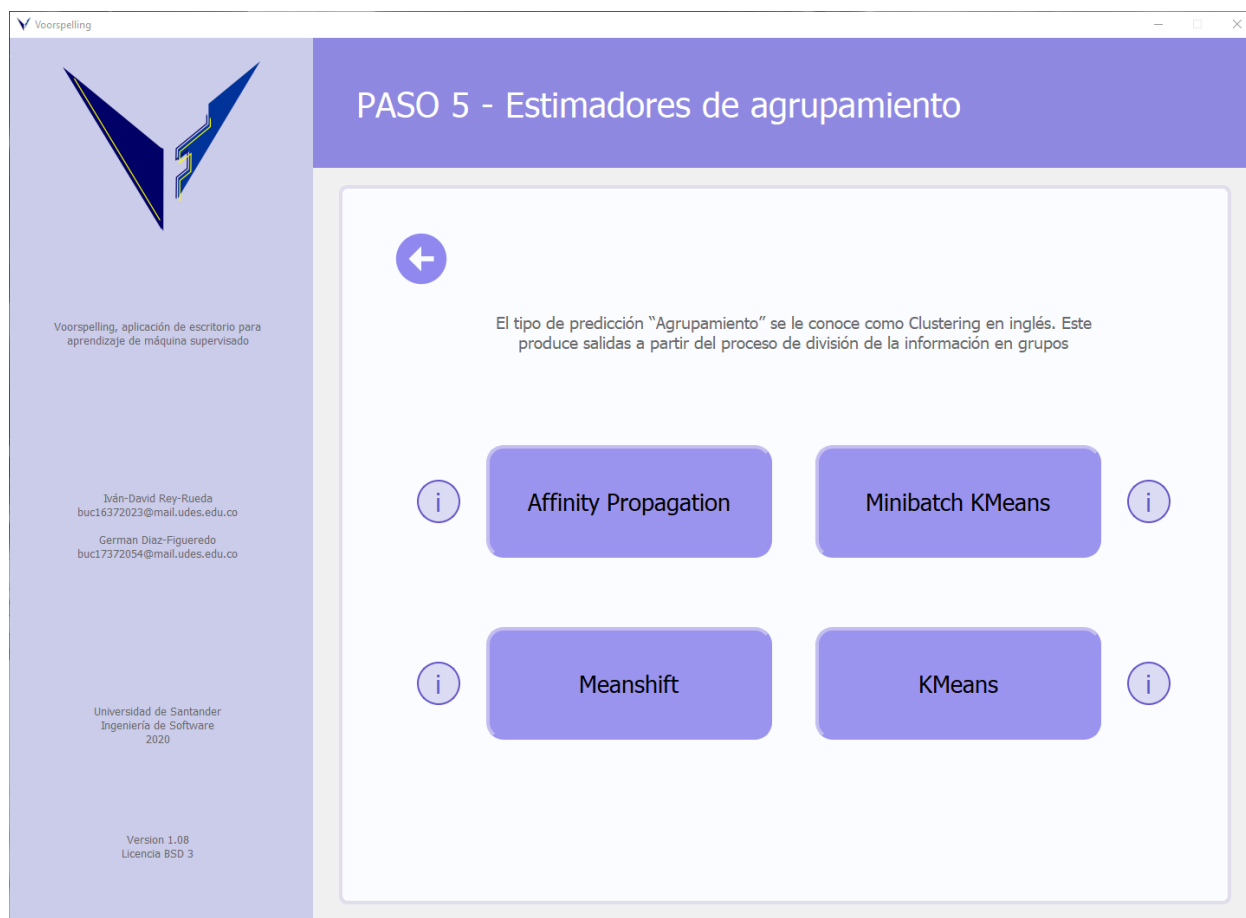 Voorspelling
PASO 5 - Estimadores de agrupamiento
Voorspelling, aplicación de escritorio para
aprendizaje de máquina supervisado
Iván-David Rey-Rueda
buc16372023@mail.udes.edu.co
German Diaz-Figueredo
buc17372054@mail.udes.edu.co
Universidad de Santander
Ingeniería de Software
2020
Version 1.08
Licencia BSD 3
El tipo de predicción “Agrupamiento” se le conoce como Clustering en inglés. Este
produce salidas a partir del proceso de división de la información en grupos
i Affinity Propagation Minibatch KMeans i
i Meanshift KMeans i